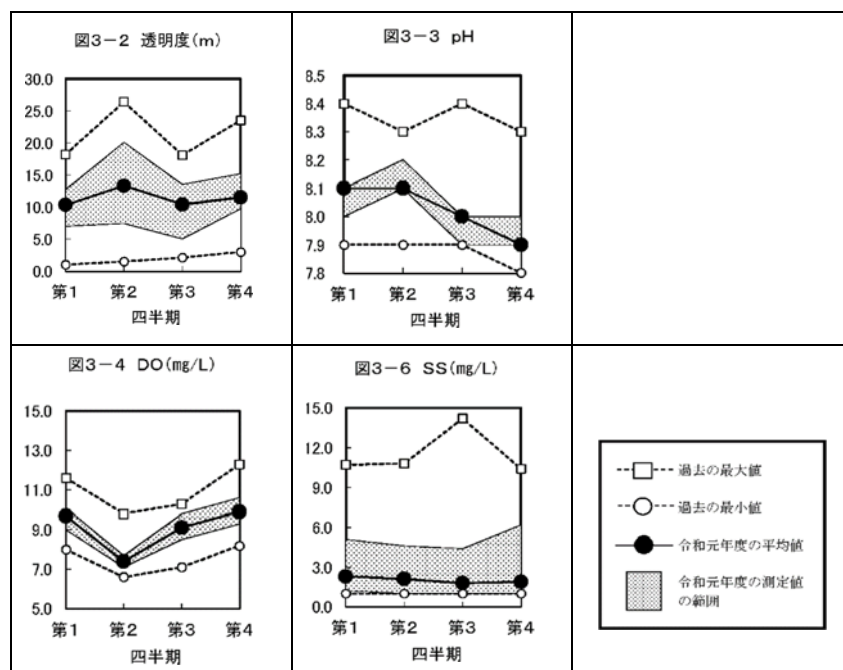 図3－2 透明度(m)
30.0
25.0
20.0
15.0
10.0
5.0
0.0
第1 第2 第3 第4
四半期
図3－3 pH
8.5
8.4
8.3
8.2
8.1
8.0
7.9
7.8
第1 第2 第3 第4
四半期
図3－4 DO(mg/L)
15.0
13.0
11.0
9.0
7.0
5.0
第1 第2 第3 第4
四半期
図3－6 SS(mg/L)
15.0
12.0
9.0
6.0
3.0
0.0
第1 第2 第3 第4
四半期
過去の最大値
過去の最小値
令和元年度の平均値
令和元年度の測定値
の範囲